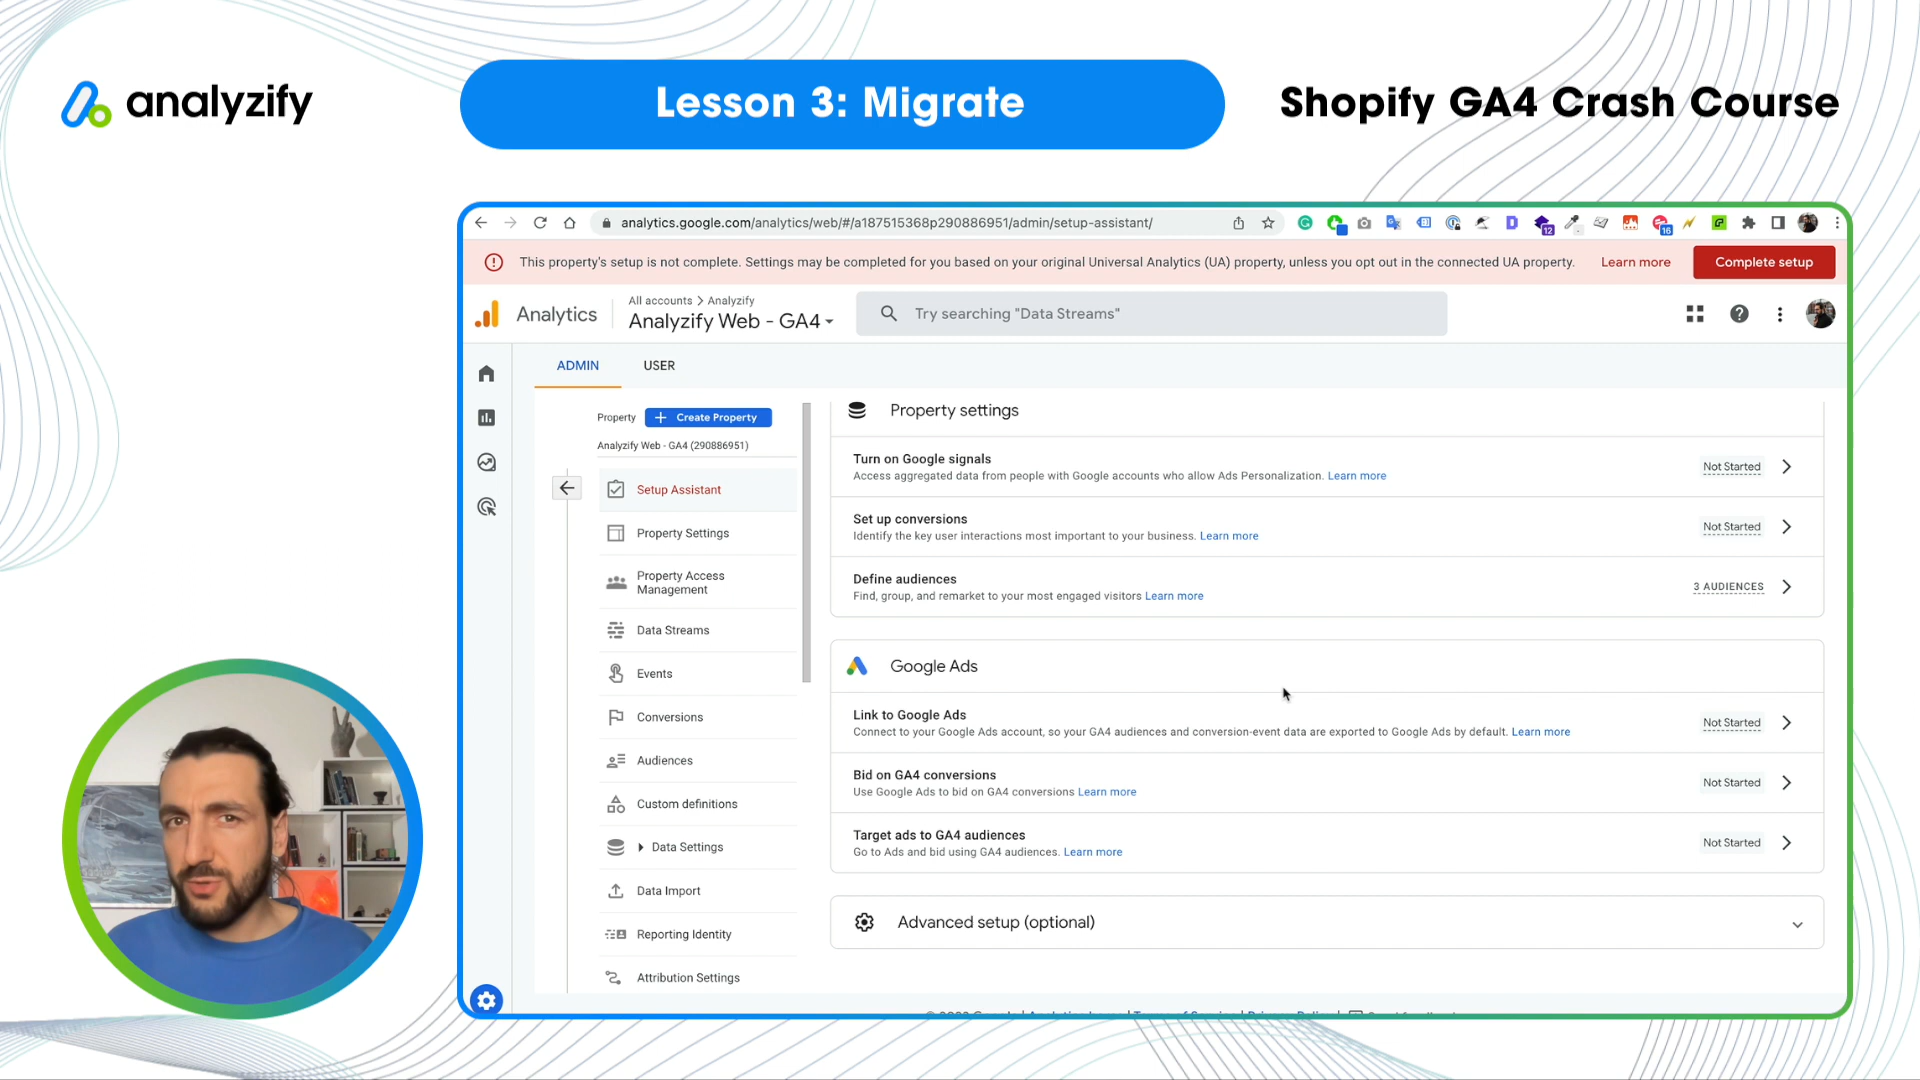 analyzify
Lesson 3: Migrate
Shopify GA4 Crash Course
analytics.google.com/analytics/web/#/a187515368p290886951/admin/setup-assistant/
12
16
This property's setup is not complete. Settings may be completed for you based on your original Universal Analytics (UA) property, unless you opt out in the connected UA property.
Learn more
Complete setup
Analytics
All accounts > Analyzify
Analyzify Web - GA4
Try searching "Data Streams"
ADMIN
USER
Property
+ Create Property
Analyzify Web - GA4 (290886951)
Setup Assistant
Property Settings
Property Access
Management
Data Streams
Events
Conversions
Audiences
Custom definitions
Data Settings
Data Import
Reporting Identity
Attribution Settings
Property settings
Turn on Google signals
Access aggregated data from people with Google accounts who allow Ads Personalization. Learn more
Not Started
Set up conversions
Identify the key user interactions most important to your business. Learn more
Not Started
Define audiences
Find, group, and remarket to your most engaged visitors Learn more
3 AUDIENCES
Google Ads
Link to Google Ads
Connect to your Google Ads account, so your GA4 audiences and conversion-event data are exported to Google Ads by default. Learn more
Not Started
Bid on GA4 conversions
Use Google Ads to bid on GA4 conversions Learn more
Not Started
Target ads to GA4 audiences
Go to Ads and bid using GA4 audiences. Learn more
Not Started
Advanced setup (optional)